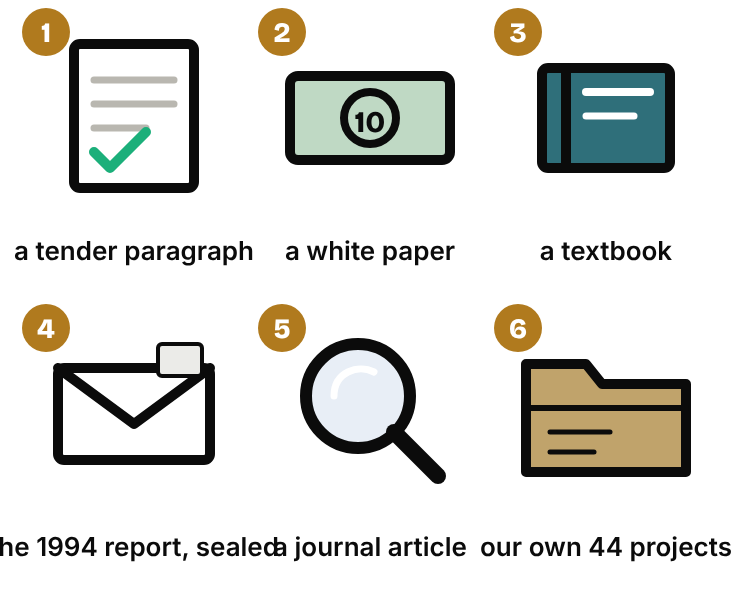 1
2
3
10
a tender paragraph
a white paper
a textbook
4
5
6
he 1994 report, sealed
a journal article
our own 44 projects